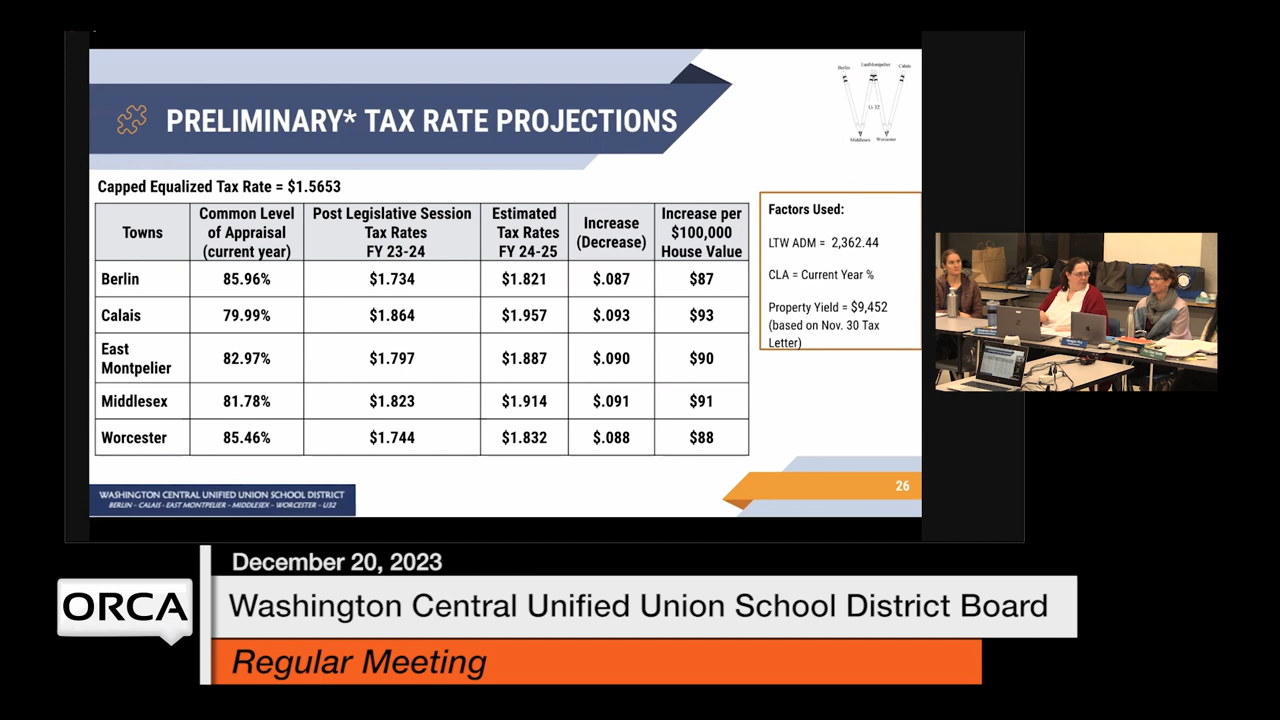 PRELIMINARY* TAX RATE PROJECTIONS
Berlin
EastMontpelier
Calais
U-32
Middlesex
Worcester
Capped Equalized Tax Rate = $1.5653
Towns
Common Level
of Appraisal
(current year)
Post Legislative Session
Tax Rates
FY 23-24
Estimated
Tax Rates
FY 24-25
Increase
(Decrease)
Increase per
$100,000
House Value
Berlin 85.96% $1.734 $1.821 $.087 $87
Calais 79.99% $1.864 $1.957 $.093 $93
East
Montpelier 82.97% $1.797 $1.887 $.090 $90
Middlesex 81.78% $1.823 $1.914 $.091 $91
Worcester 85.46% $1.744 $1.832 $.088 $88
Factors Used:
LTW ADM = 2,362.44
CLA = Current Year %
Property Yield = $9,452
(based on Nov. 30 Tax
Letter)
WASHINGTON CENTRAL UNIFIED UNION SCHOOL DISTRICT
BERLIN – CALAIS - EAST MONTPELIER – MIDDLESEX – WORCESTER – U32
26
December 20, 2023
ORCA
Washington Central Unified Union School District Board
Regular Meeting